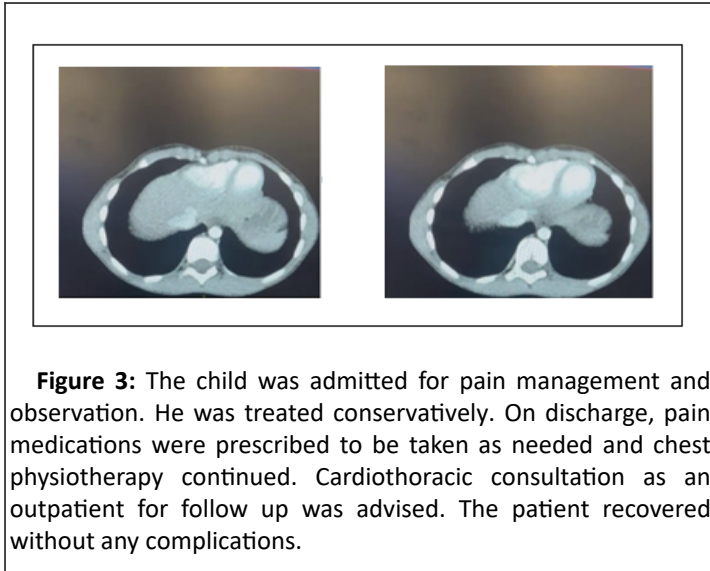 Figure 3: The child was admitted for pain management and
observation. He was treated conservatively. On discharge, pain
medications were prescribed to be taken as needed and chest
physiotherapy continued. Cardiothoracic consultation as an
outpatient for follow up was advised. The patient recovered
without any complications.